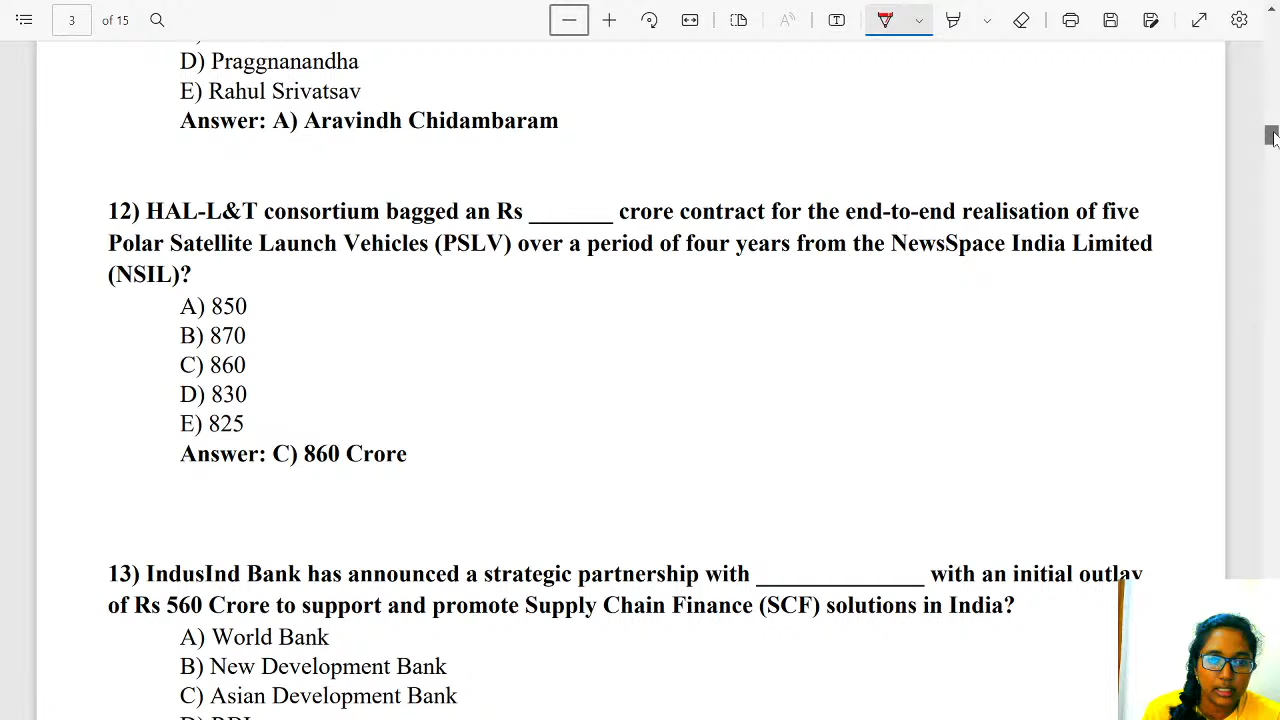 3 of 15
D) Praggnanandha
E) Rahul Srivatsav
Answer: A) Aravindh Chidambaram
12) HAL-L&T consortium bagged an Rs _______ crore contract for the end-to-end realisation of five
Polar Satellite Launch Vehicles (PSLV) over a period of four years from the NewsSpace India Limited
(NSIL)?
A) 850
B) 870
C) 860
D) 830
E) 825
Answer: C) 860 Crore
13) IndusInd Bank has announced a strategic partnership with ______________ with an initial outlay
of Rs 560 Crore to support and promote Supply Chain Finance (SCF) solutions in India?
A) World Bank
B) New Development Bank
C) Asian Development Bank